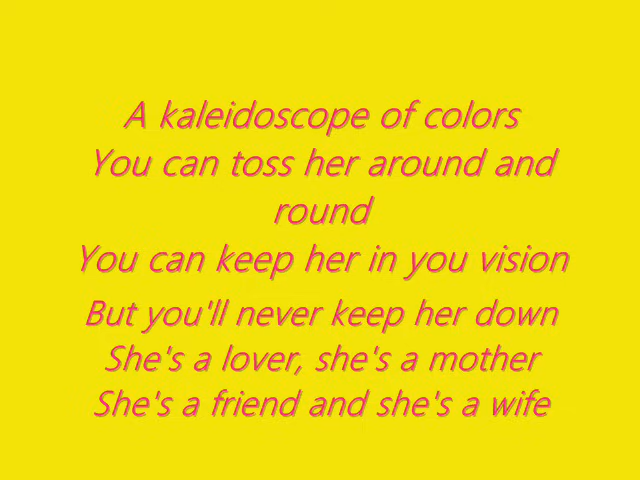 A kaleidoscope of colors
You can toss her around and
round
You can keep her in you vision
But you'll never keep her down
She's a lover, she's a mother
She's a friend and she's a wife